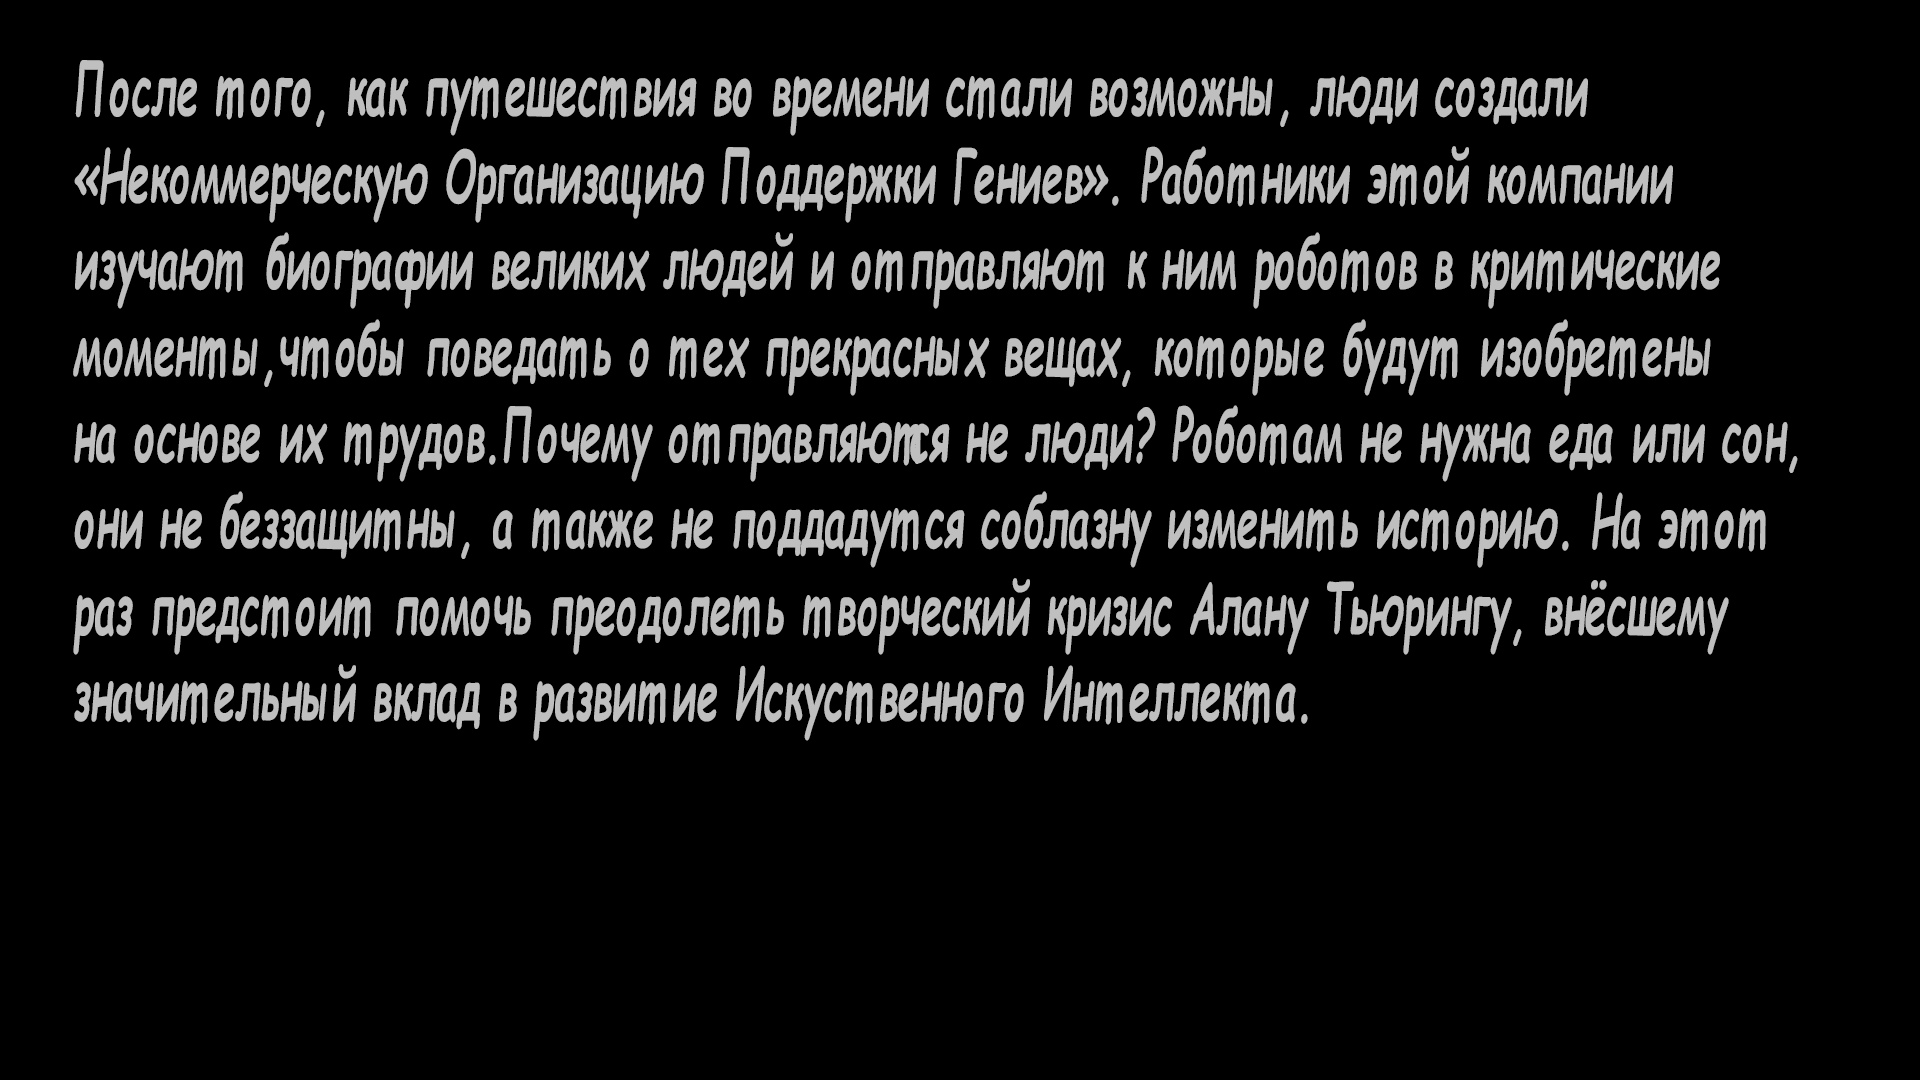 После того, как путешествия во времени стали возможны, люди создали
«Некоммерческую Организацию Поддержки Гениев». Работники этой компании
изучают биографии великих людей и отправляют к ним роботов в критические
моменты,чтобы поведать о тех прекрасных вещах, которые будут изобретены
на основе их трудов.Почему отправляются не люди? Роботам не нужна еда или сон,
они не беззащитны, а также не поддадутся соблазну изменить историю. На этот
раз предстоит помочь преодолеть творческий кризис Алану Тьюрингу, внёсшему
значительный вклад в развитие Искуственного Интеллекта.